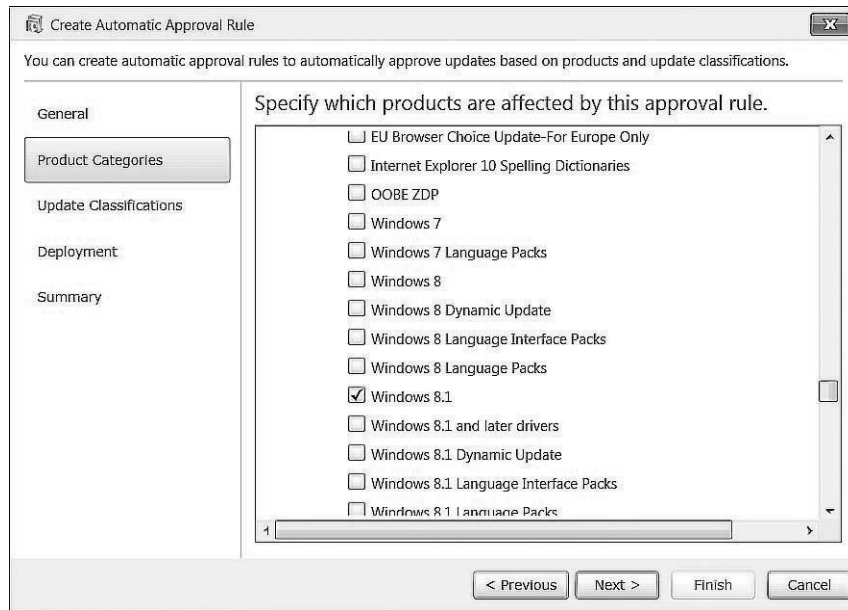 Create Automatic Approval Rule
You can create automatic approval rules to automatically approve updates based on products and update classifications.
General
Product Categories
Update Classifications
Deployment
Summary
Specify which products are affected by this approval rule.
EU Browser Choice Update-For Europe Only
Internet Explorer 10 Spelling Dictionaries
OOBE ZDP
Windows 7
Windows 7 Language Packs
Windows 8
Windows 8 Dynamic Update
Windows 8 Language Interface Packs
Windows 8 Language Packs
Windows 8.1
Windows 8.1 and later drivers
Windows 8.1 Dynamic Update
Windows 8.1 Language Interface Packs
Windows 8.1 Language Packs
< Previous
Next >
Finish
Cancel